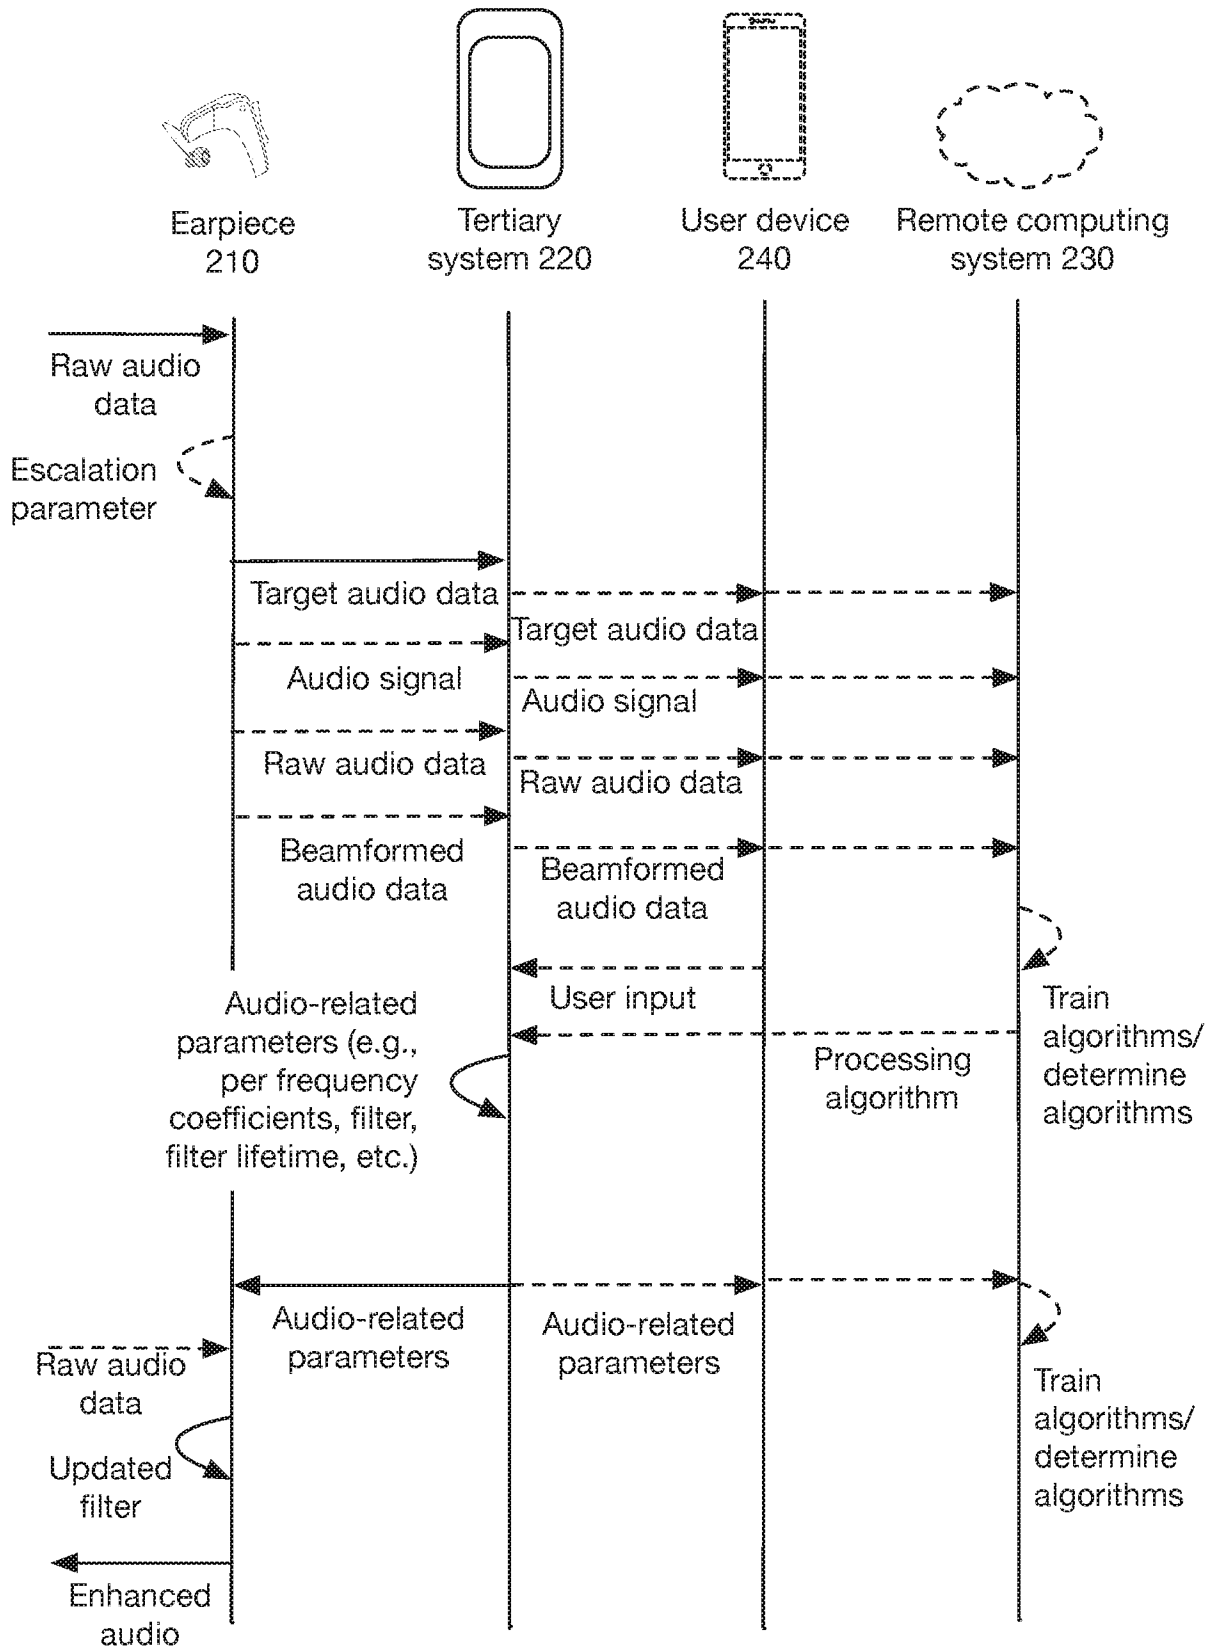 Earpiece
210
Tertiary
system 220
User device
240
Remote computing
system 230
Raw audio
data
Escalation
parameter
Target audio data
Target audio data
Audio signal
Audio signal
Raw audio data
Raw audio data
Beamformed
audio data
Beamformed
audio data
User input
Processing
algorithm
Train
algorithms/
determine
algorithms
Audio-related
parameters (e.g.,
per frequency
coefficients, filter,
filter lifetime, etc.)
Audio-related
parameters
Audio-related
parameters
Raw audio
data
Train
algorithms/
determine
algorithms
Updated
filter
Enhanced
audio